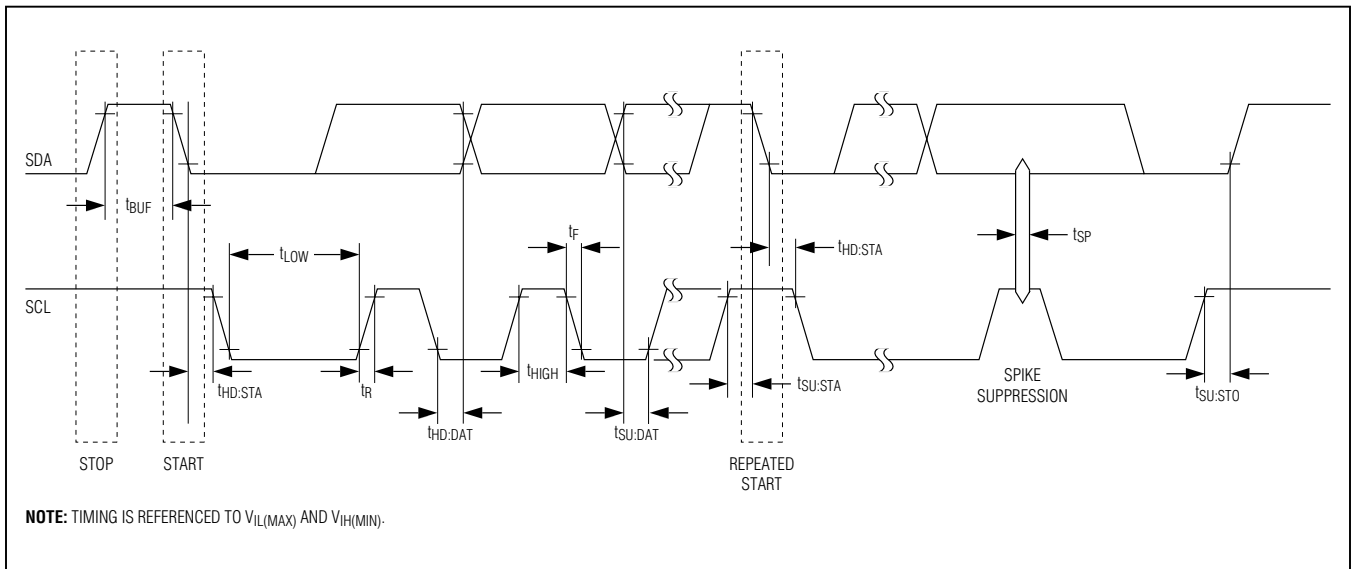 SDA
tBUF
tLOW
tF
tHD:STA
tSP
SCL
tHD:STA
tR
tHD:DAT
tHIGH
tSU:DAT
tSU:STA
SPIKE
SUPPRESSION
tSU:STO
STOP
START
REPEATED
START
NOTE: TIMING IS REFERENCED TO VIL(MAX) AND VIH(MIN).